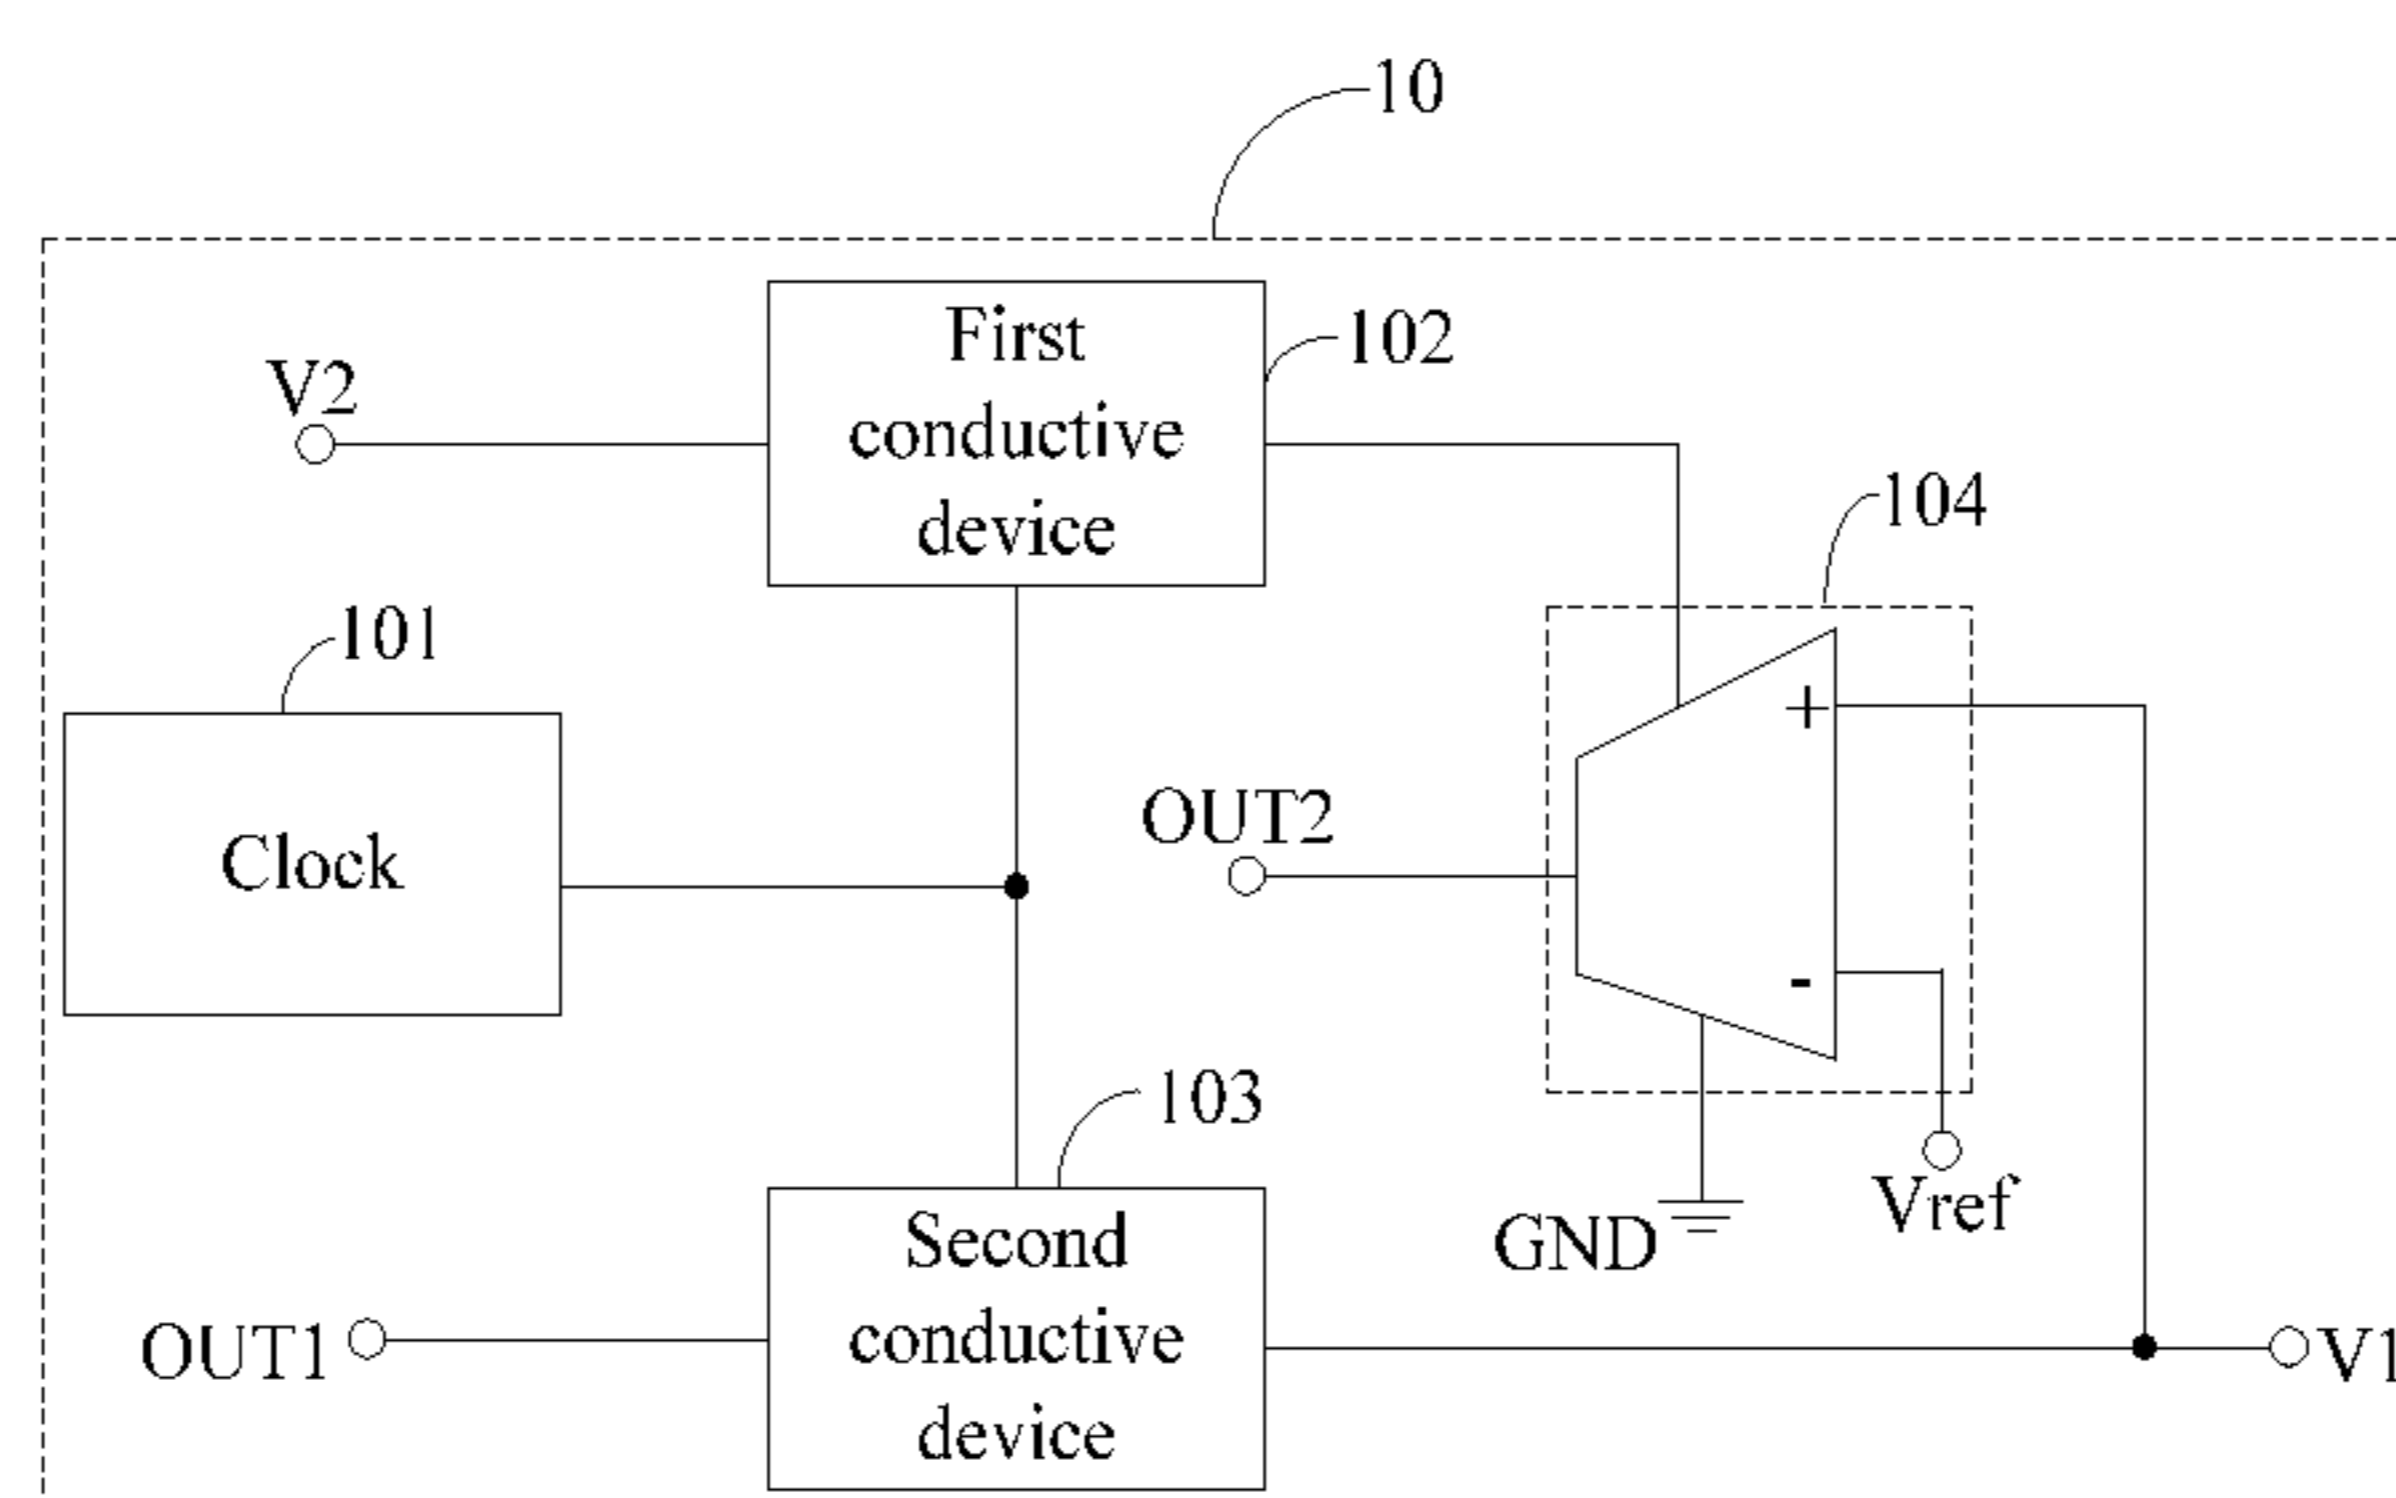 10
First
conductive
device
102
V2
104
101
+
Clock
OUT2
-
103
Vref
GND
Second
conductive
device
OUT1
V1